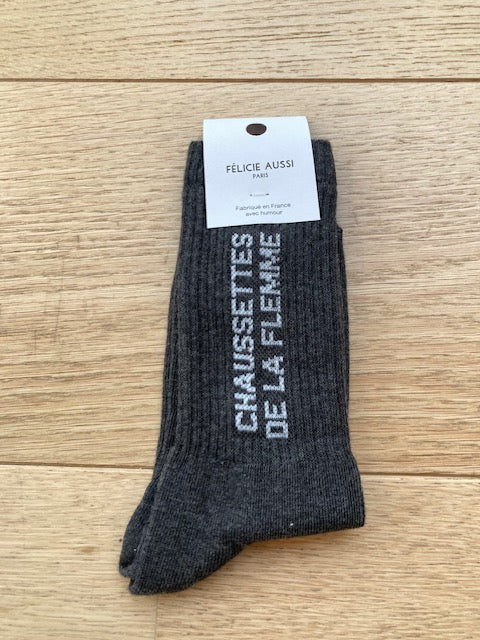 FÉLICIE AUSSI
PARIS
Fabriqué en France
avec humour
CHAUSSETTES
DE LA FLEMME